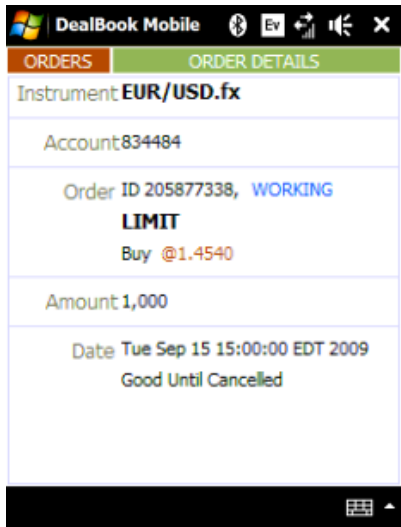 DealBook Mobile Ev
ORDERS ORDER DETAILS
Instrument EUR/USD.fx
Account 834484
Order ID 205877338, WORKING
LIMIT
Buy @1.4540
Amount 1,000
Date Tue Sep 15 15:00:00 EDT 2009
Good Until Cancelled